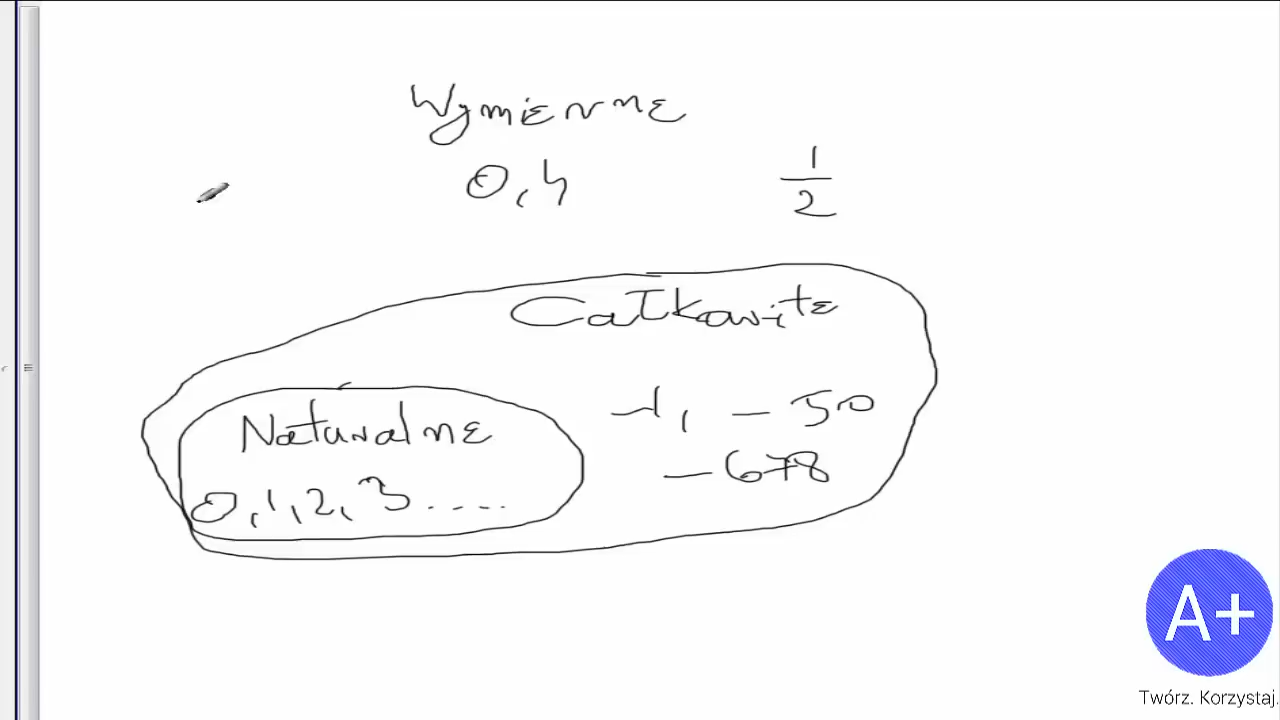 Wymierne
0,4
1
2
Całkowite
-1, -50
-678
Naturalne
0,1,2,3.....
A+
Twórz. Korzystaj.